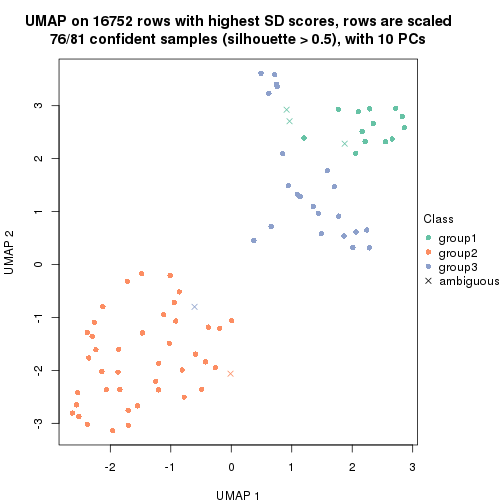 UMAP on 16752 rows with highest SD scores, rows are scaled
76/81 confident samples (silhouette > 0.5), with 10 PCs
3
2
1
0
-1
-2
-3
UMAP 2
-2 -1 0 1 2 3
UMAP 1
Class
group1
group2
group3
ambiguous